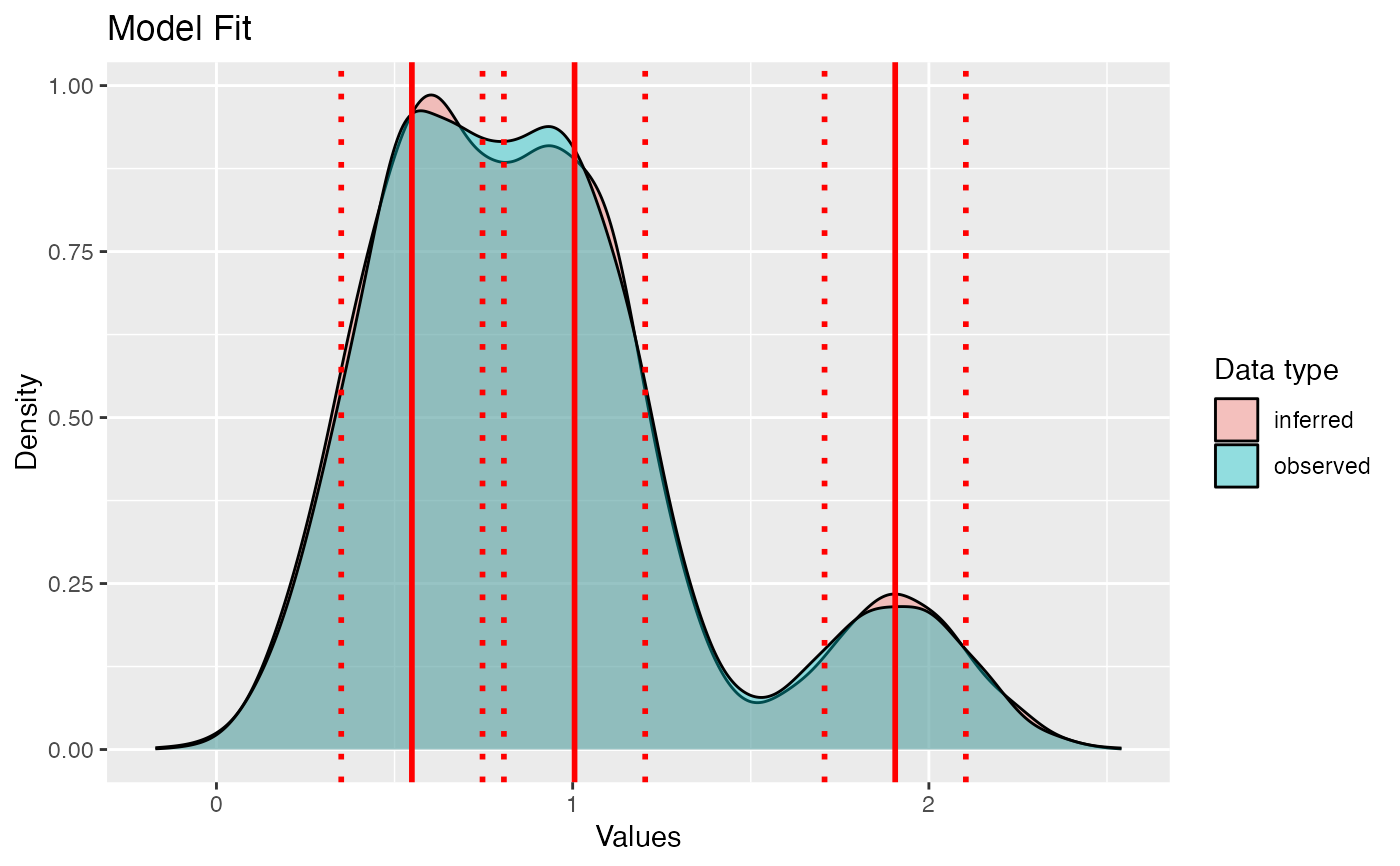 Model Fit
1.00
0.75
0.50
0.25
0.00
Density
0
1
2
Values
Data type
inferred
observed